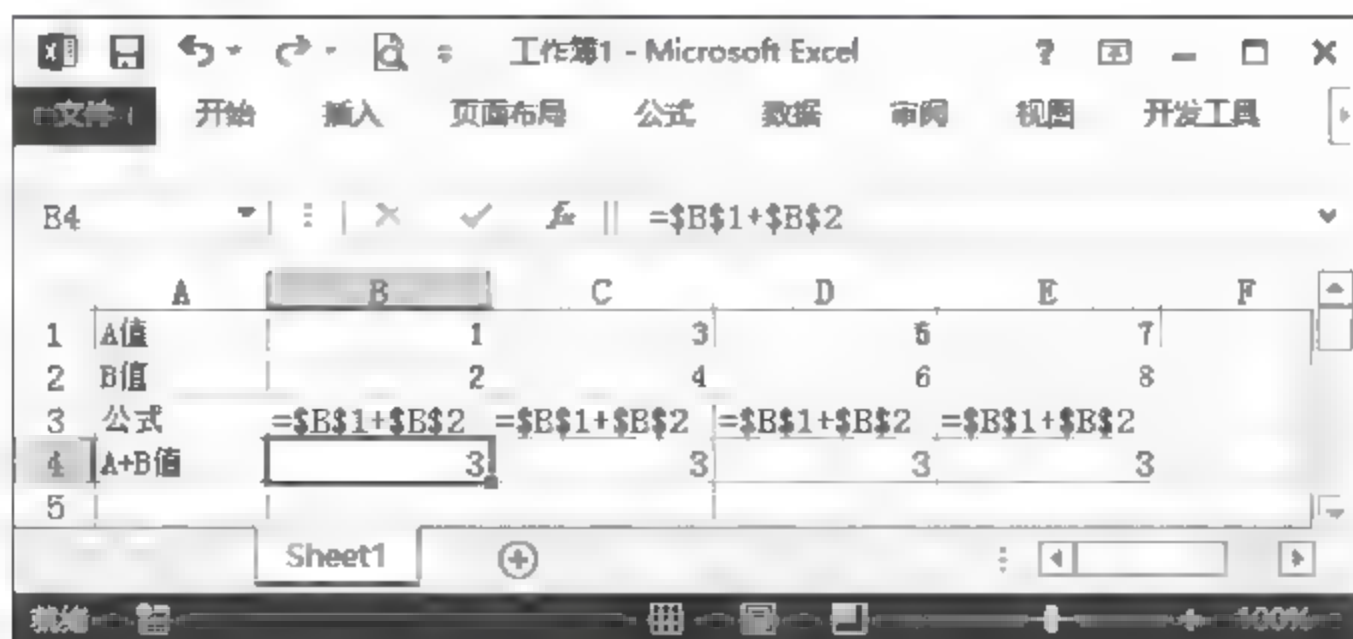 工作簿1 - Microsoft Excel ?
文件 开始 插入 页面布局 公式 数据 审阅 视图 开发工具
B4 fx =$B$1+$B$2
A B C D E F
1 A值 1 3 5 7
2 B值 2 4 6 8
3 公式 =$B$1+$B$2 =$B$1+$B$2 =$B$1+$B$2 =$B$1+$B$2
4 A+B值 3 3 3 3
5
Sheet1
就绪 100%